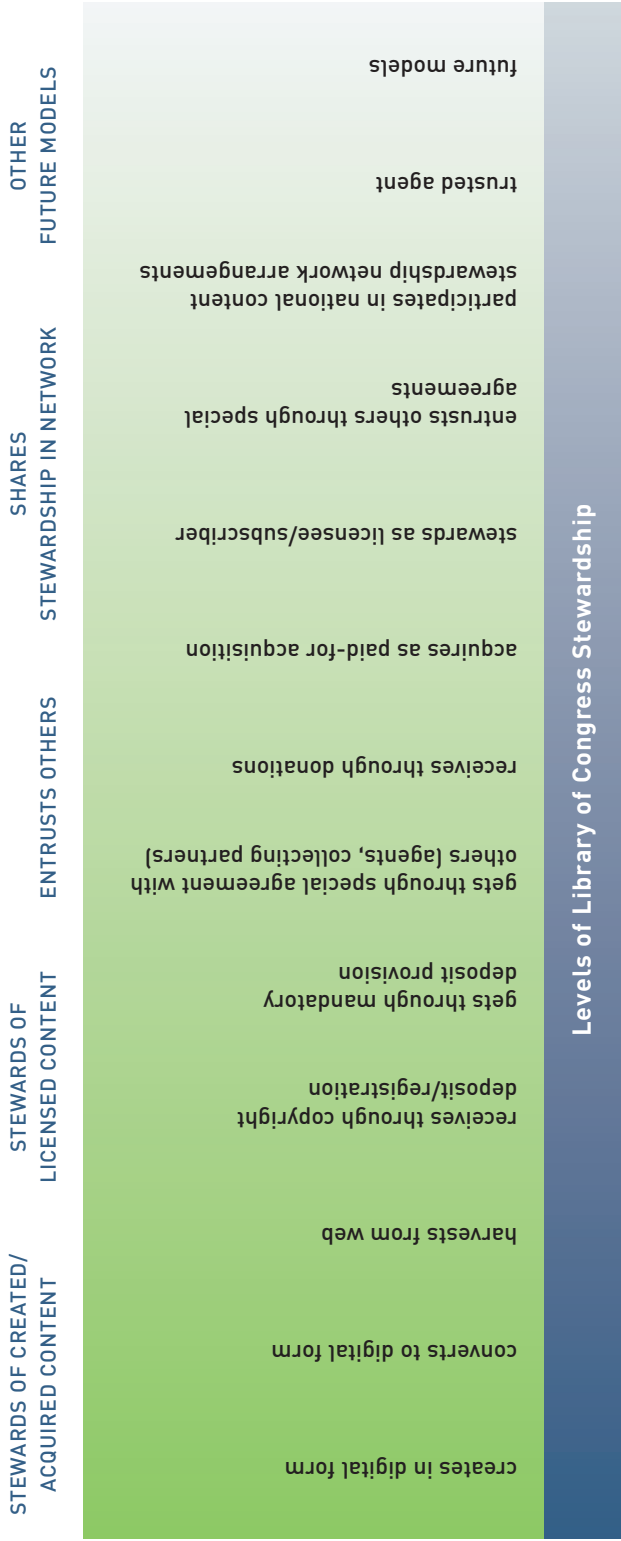 Levels of Library of Congress Stewardship
creates in digital form
converts to digital form
harvests from web
receives through copyright
deposit/registration
gets through mandatory
deposit provision
gets through special agreement with
others (agents, collecting partners)
receives through donations
acquires as paid-for acquisition
stewards as licensee/subscriber
entrusts others through special
agreements
participates in national content
stewardship network arrangements
trusted agent
future models
STEWARDS OF CREATED/
ACQUIRED CONTENT
STEWARDS OF
LICENSED CONTENT
ENTRUSTS OTHERS
SHARES
STEWARDSHIP IN NETWORK
OTHER
FUTURE MODELS